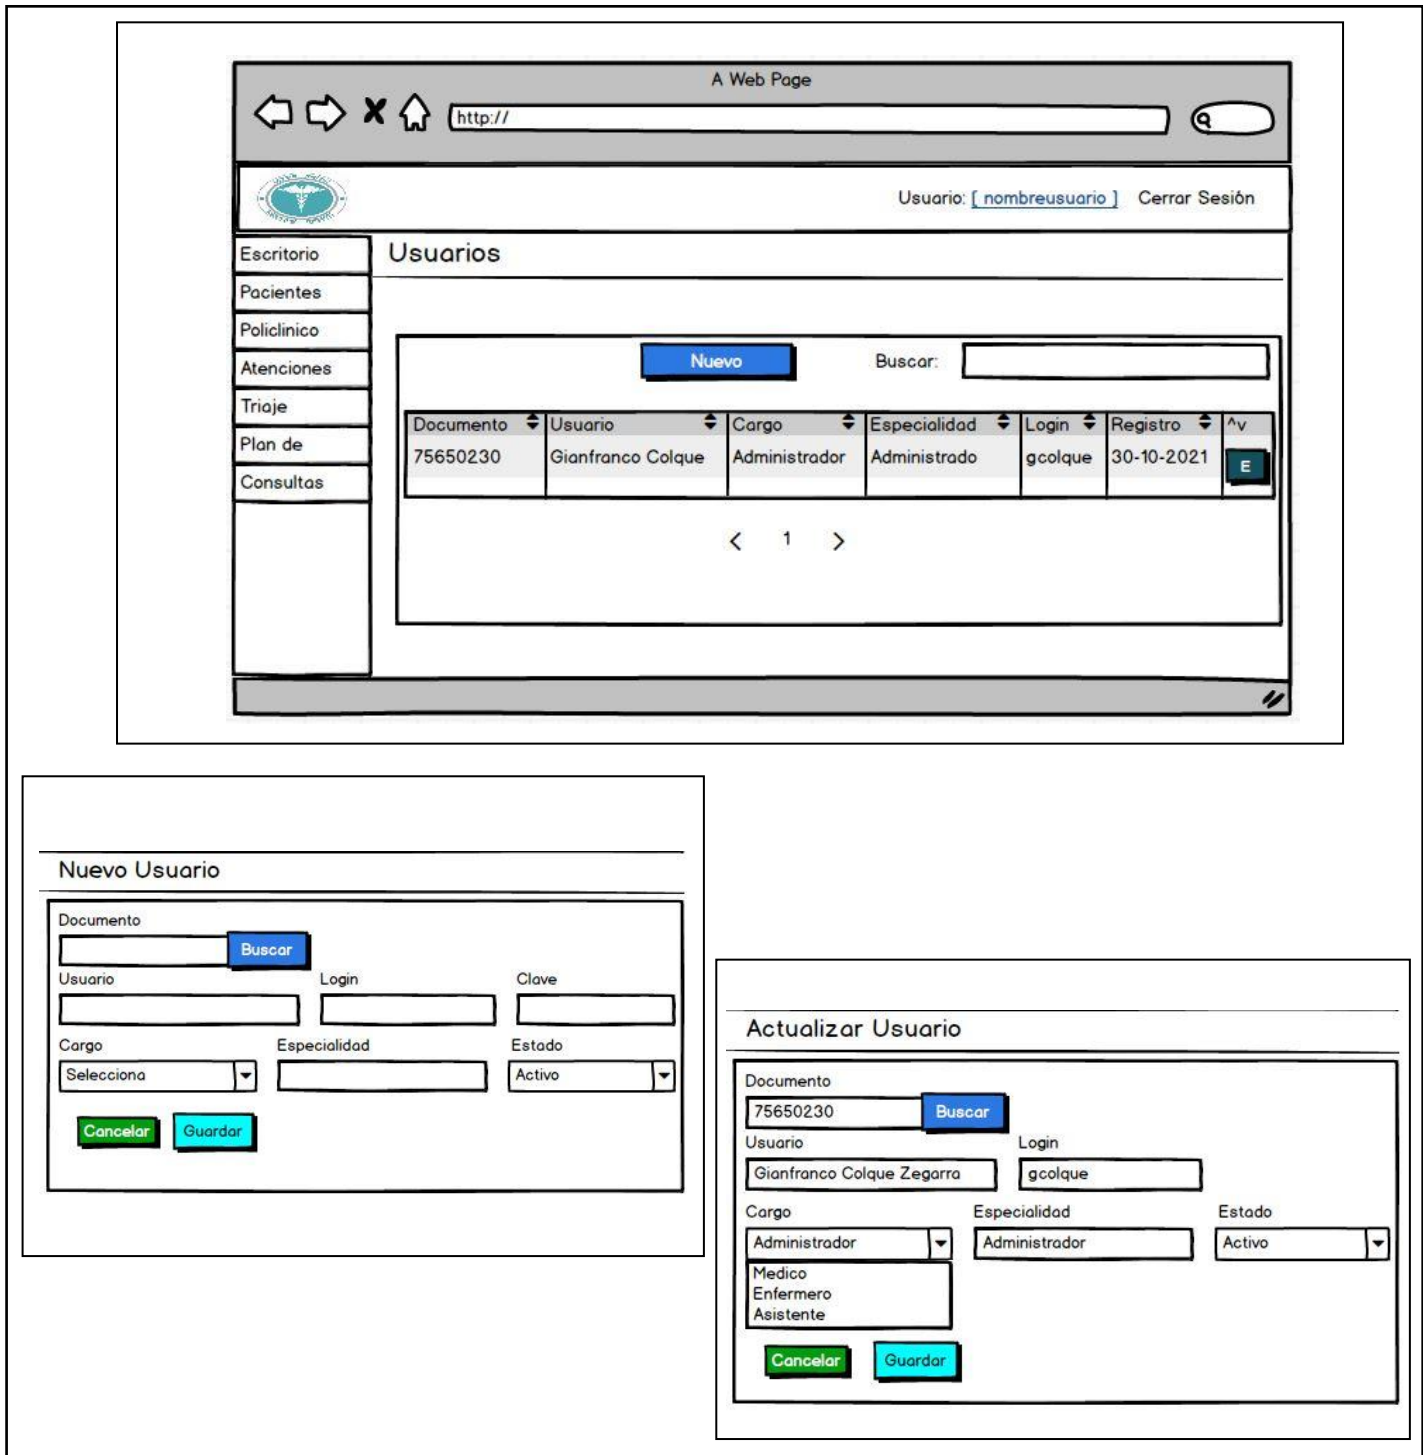 A Web Page
http://
Usuario: [ nombreusuario ] Cerrar Sesión
Escritorio
Pacientes
Policlinico
Atenciones
Triaje
Plan de
Consultas
Usuarios
Nuevo Buscar:
Documento Usuario Cargo Especialidad Login Registro ^v
75650230 Gianfranco Colque Administrador Administrado gcolque 30-10-2021 E
< 1 >
Nuevo Usuario
Documento
Buscar
Usuario Login Clave
Cargo Especialidad Estado
Selecciona Activo
Cancelar Guardar
Actualizar Usuario
Documento
75650230 Buscar
Usuario Login
Gianfranco Colque Zegarra gcolque
Cargo Especialidad Estado
Administrador Administrador Activo
Medico
Enfermero
Asistente
Cancelar Guardar